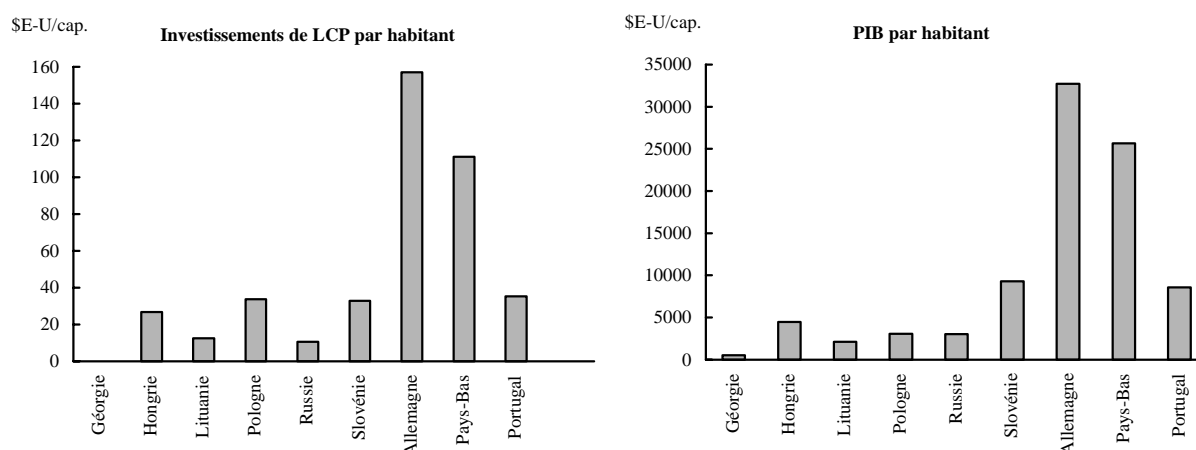 $E-U/cap.
Investissements de LCP par habitant
160
140
120
100
80
60
40
20
0
Géorgie
Hongrie
Lituanie
Pologne
Russie
Slovénie
Allemagne
Pays-Bas
Portugal
$E-U/cap.
PIB par habitant
35000
30000
25000
20000
15000
10000
5000
0
Géorgie
Hongrie
Lituanie
Pologne
Russie
Slovénie
Allemagne
Pays-Bas
Portugal